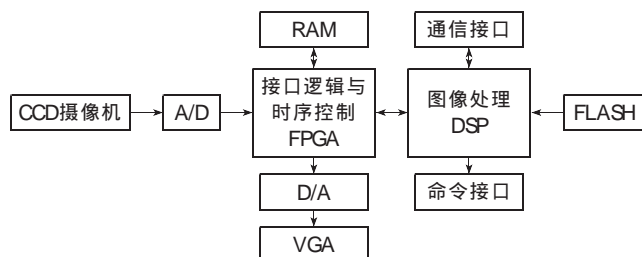 RAM
通信接口
CCD摄像机
A/D
接口逻辑与
时序控制
FPGA
图像处理
DSP
FLASH
D/A
命令接口
VGA